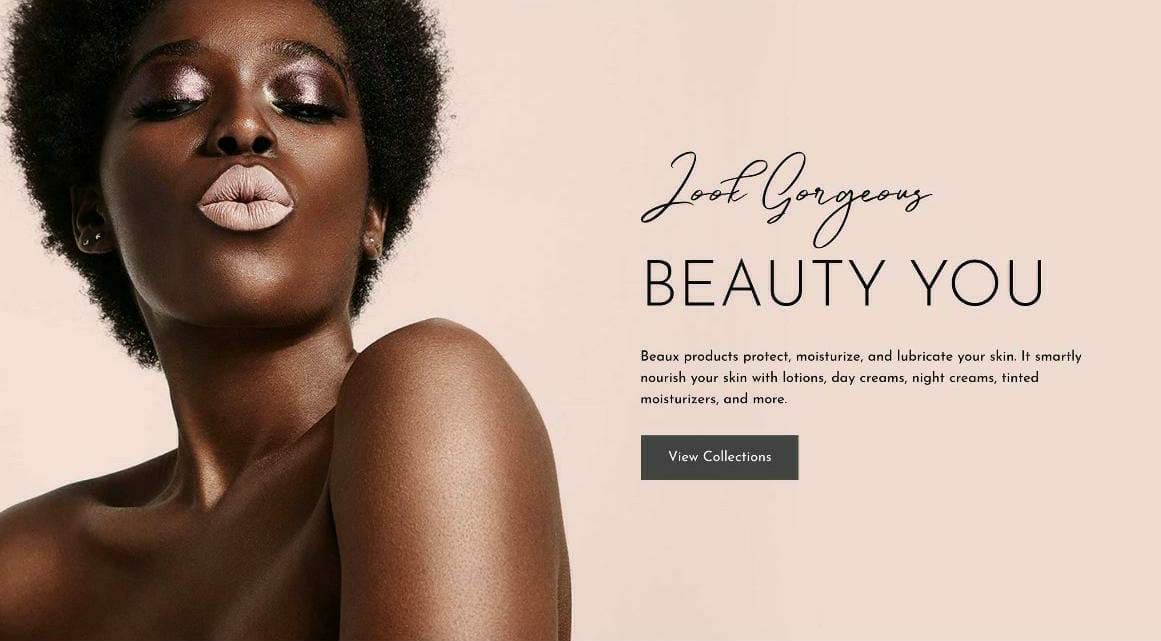 Look Gorgeous
BEAUTY YOU
Beaux products protect, moisturize, and lubricate your skin. It smartly
nourish your skin with lotions, day creams, night creams, tinted
moisturizers, and more.
View Collections